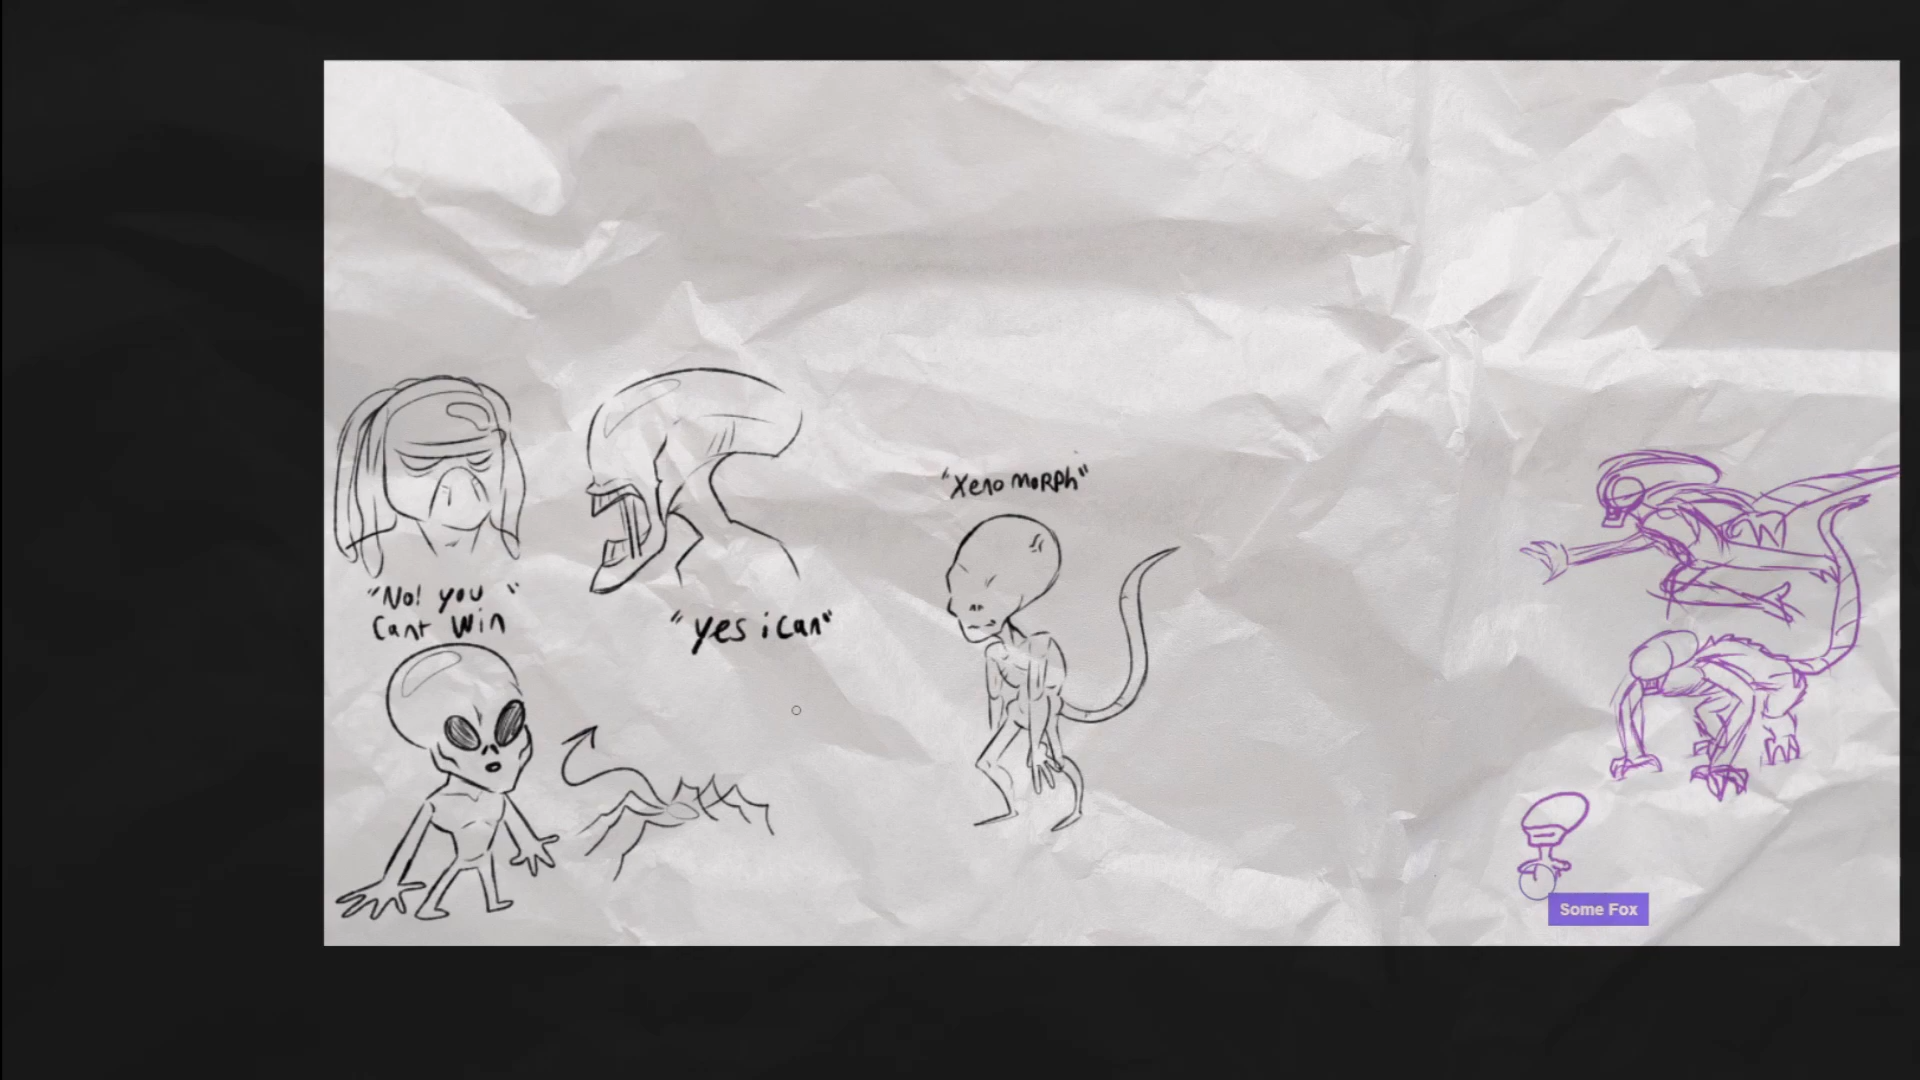 "Xeno moRPh"
"No! you "
Cant Win
"yes i can"
Some Fox